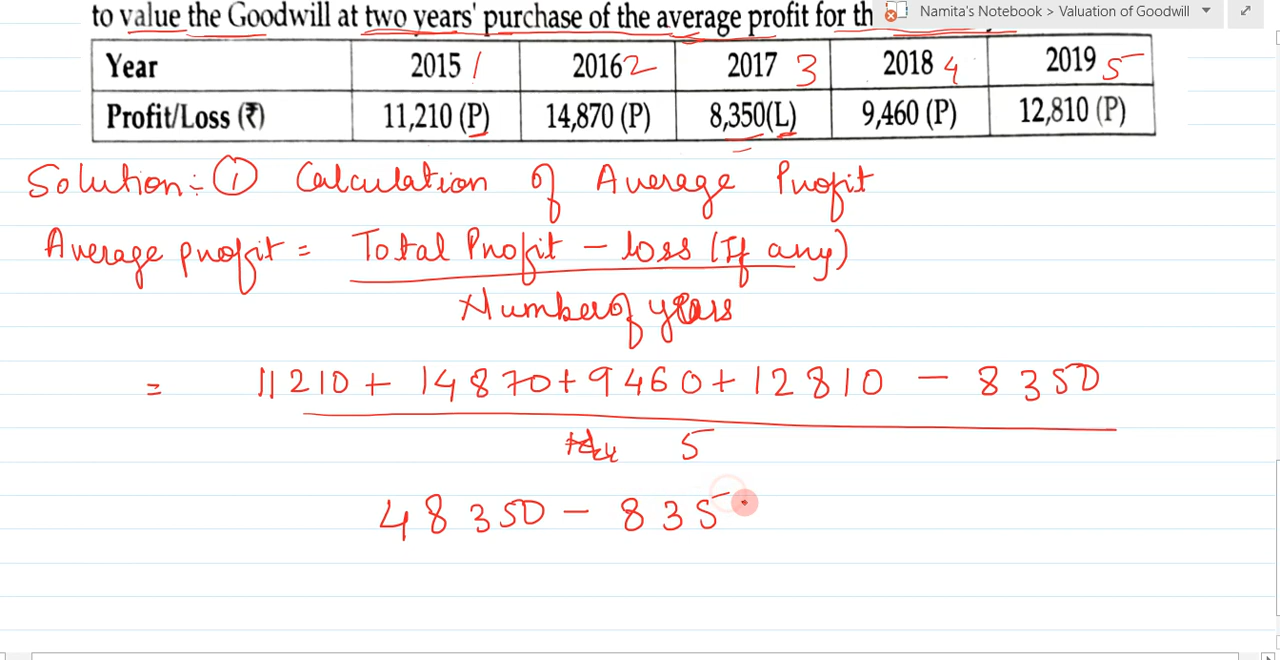 to value the Goodwill at two years' purchase of the average profit for th
Namita's Notebook > Valuation of Goodwill
Year 2015 1 2016 2 2017 3 2018 4 2019 5
Profit/Loss (₹) 11,210 (P) 14,870 (P) 8,350(L) 9,460 (P) 12,810 (P)
Solution:- ① Calculation of Average Profit
Average profit = Total Profit - loss (If any)
Number of years
= 11210 + 14870 + 9460 + 12810 - 8350
5
48350 - 835